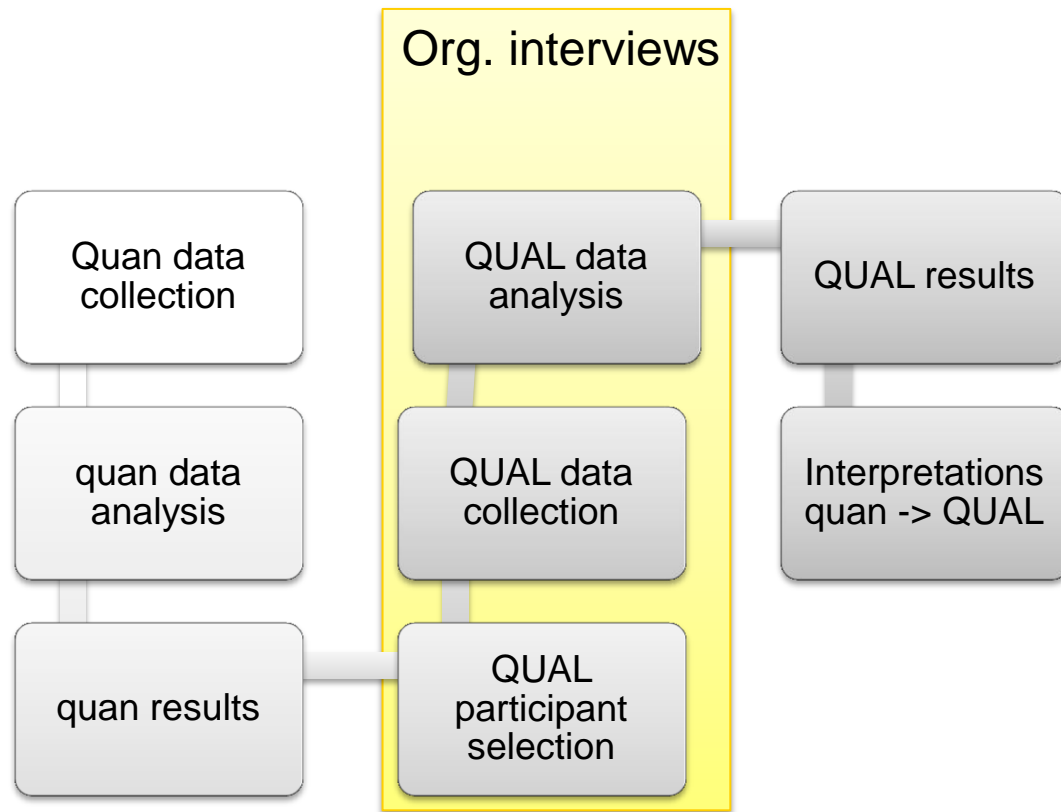 Org. interviews
Quan data
collection
quan data
analysis
quan results
QUAL
participant
selection
QUAL data
collection
QUAL data
analysis
QUAL results
Interpretations
quan -> QUAL